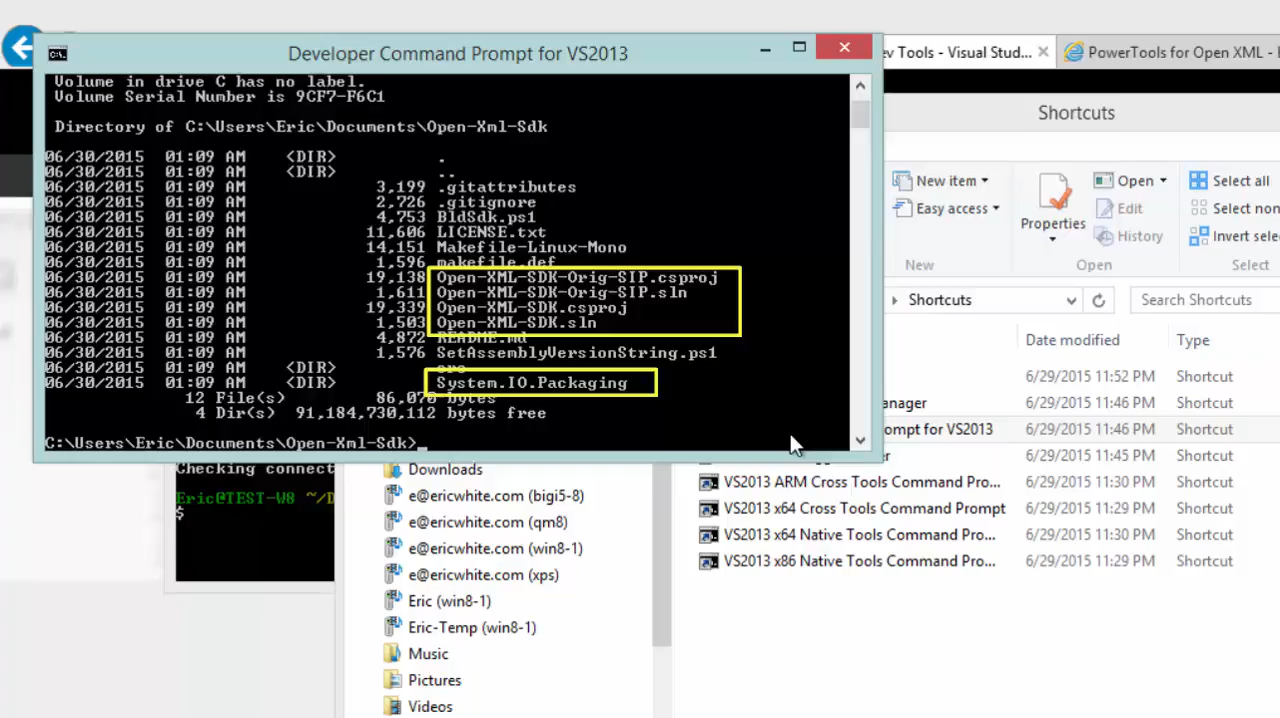 Developer Command Prompt for VS2013
Volume in drive C has no label.
Volume Serial Number is 9CF7-F6C1
Directory of C:\Users\Eric\Documents\Open-Xml-Sdk
06/30/2015 01:09 AM <DIR> .
06/30/2015 01:09 AM <DIR> ..
06/30/2015 01:09 AM 3,199 .gitattributes
06/30/2015 01:09 AM 2,726 .gitignore
06/30/2015 01:09 AM 4,753 BldSdk.ps1
06/30/2015 01:09 AM 11,606 LICENSE.txt
06/30/2015 01:09 AM 14,151 Makefile-Linux-Mono
06/30/2015 01:09 AM 1,596 makefile.def
06/30/2015 01:09 AM 19,138 Open-XML-SDK-Orig-SIP.csproj
06/30/2015 01:09 AM 1,611 Open-XML-SDK-Orig-SIP.sln
06/30/2015 01:09 AM 19,339 Open-XML-SDK.csproj
06/30/2015 01:09 AM 1,503 Open-XML-SDK.sln
06/30/2015 01:09 AM 4,872 README.md
06/30/2015 01:09 AM 1,576 SetAssemblyVersionString.ps1
06/30/2015 01:09 AM <DIR>
06/30/2015 01:09 AM <DIR> System.IO.Packaging
12 File(s) 86,070 bytes
4 Dir(s) 91,184,730,112 bytes free
C:\Users\Eric\Documents\Open-Xml-Sdk>_
ev Tools - Visual Stud...
PowerTools for Open XML -
Shortcuts
New item
Easy access
New
Properties
Open
Edit
History
Open
Select all
Select non
Invert sele
Select
Shortcuts
Search Shortcuts
Date modified Type
6/29/2015 11:52 PM Shortcut
anager 6/29/2015 11:46 PM Shortcut
ompt for VS2013 6/29/2015 11:46 PM Shortcut
6/29/2015 11:46 PM Shortcut
VS2013 ARM Cross Tools Command Pro... 6/29/2015 11:30 PM Shortcut
VS2013 x64 Cross Tools Command Prompt 6/29/2015 11:30 PM Shortcut
VS2013 x64 Native Tools Command Pro... 6/29/2015 11:30 PM Shortcut
VS2013 x86 Native Tools Command Pro... 6/29/2015 11:29 PM Shortcut
Checking connect
Eric@TEST-W8 ~/D
$
Downloads
e@ericwhite.com (bigi5-8)
e@ericwhite.com (qm8)
e@ericwhite.com (win8-1)
e@ericwhite.com (xps)
Eric (win8-1)
Eric-Temp (win8-1)
Music
Pictures
Videos